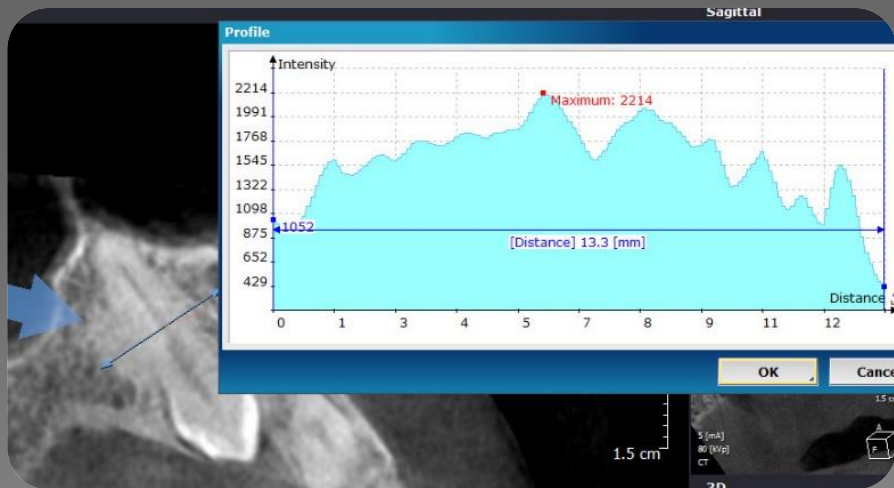 Sagittal
Profile
Intensity
2214
1991
1768
1545
1322
1098
875
652
429
Maximum: 2214
1052
[Distance] 13.3 [mm]
Distance
0 1 3 4 5 7 8 9 11 12
OK
1.5 cm
5 [mA]
80 [kVp]
CT
A
F
3D